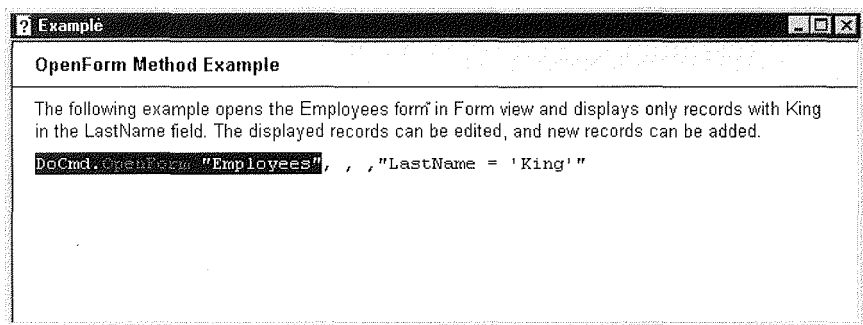 ? Example
OpenForm Method Example
The following example opens the Employees form in Form view and displays only records with King
in the LastName field. The displayed records can be edited, and new records can be added.
DoCmd.OpenForm "Employees", , ,"LastName = 'King'"